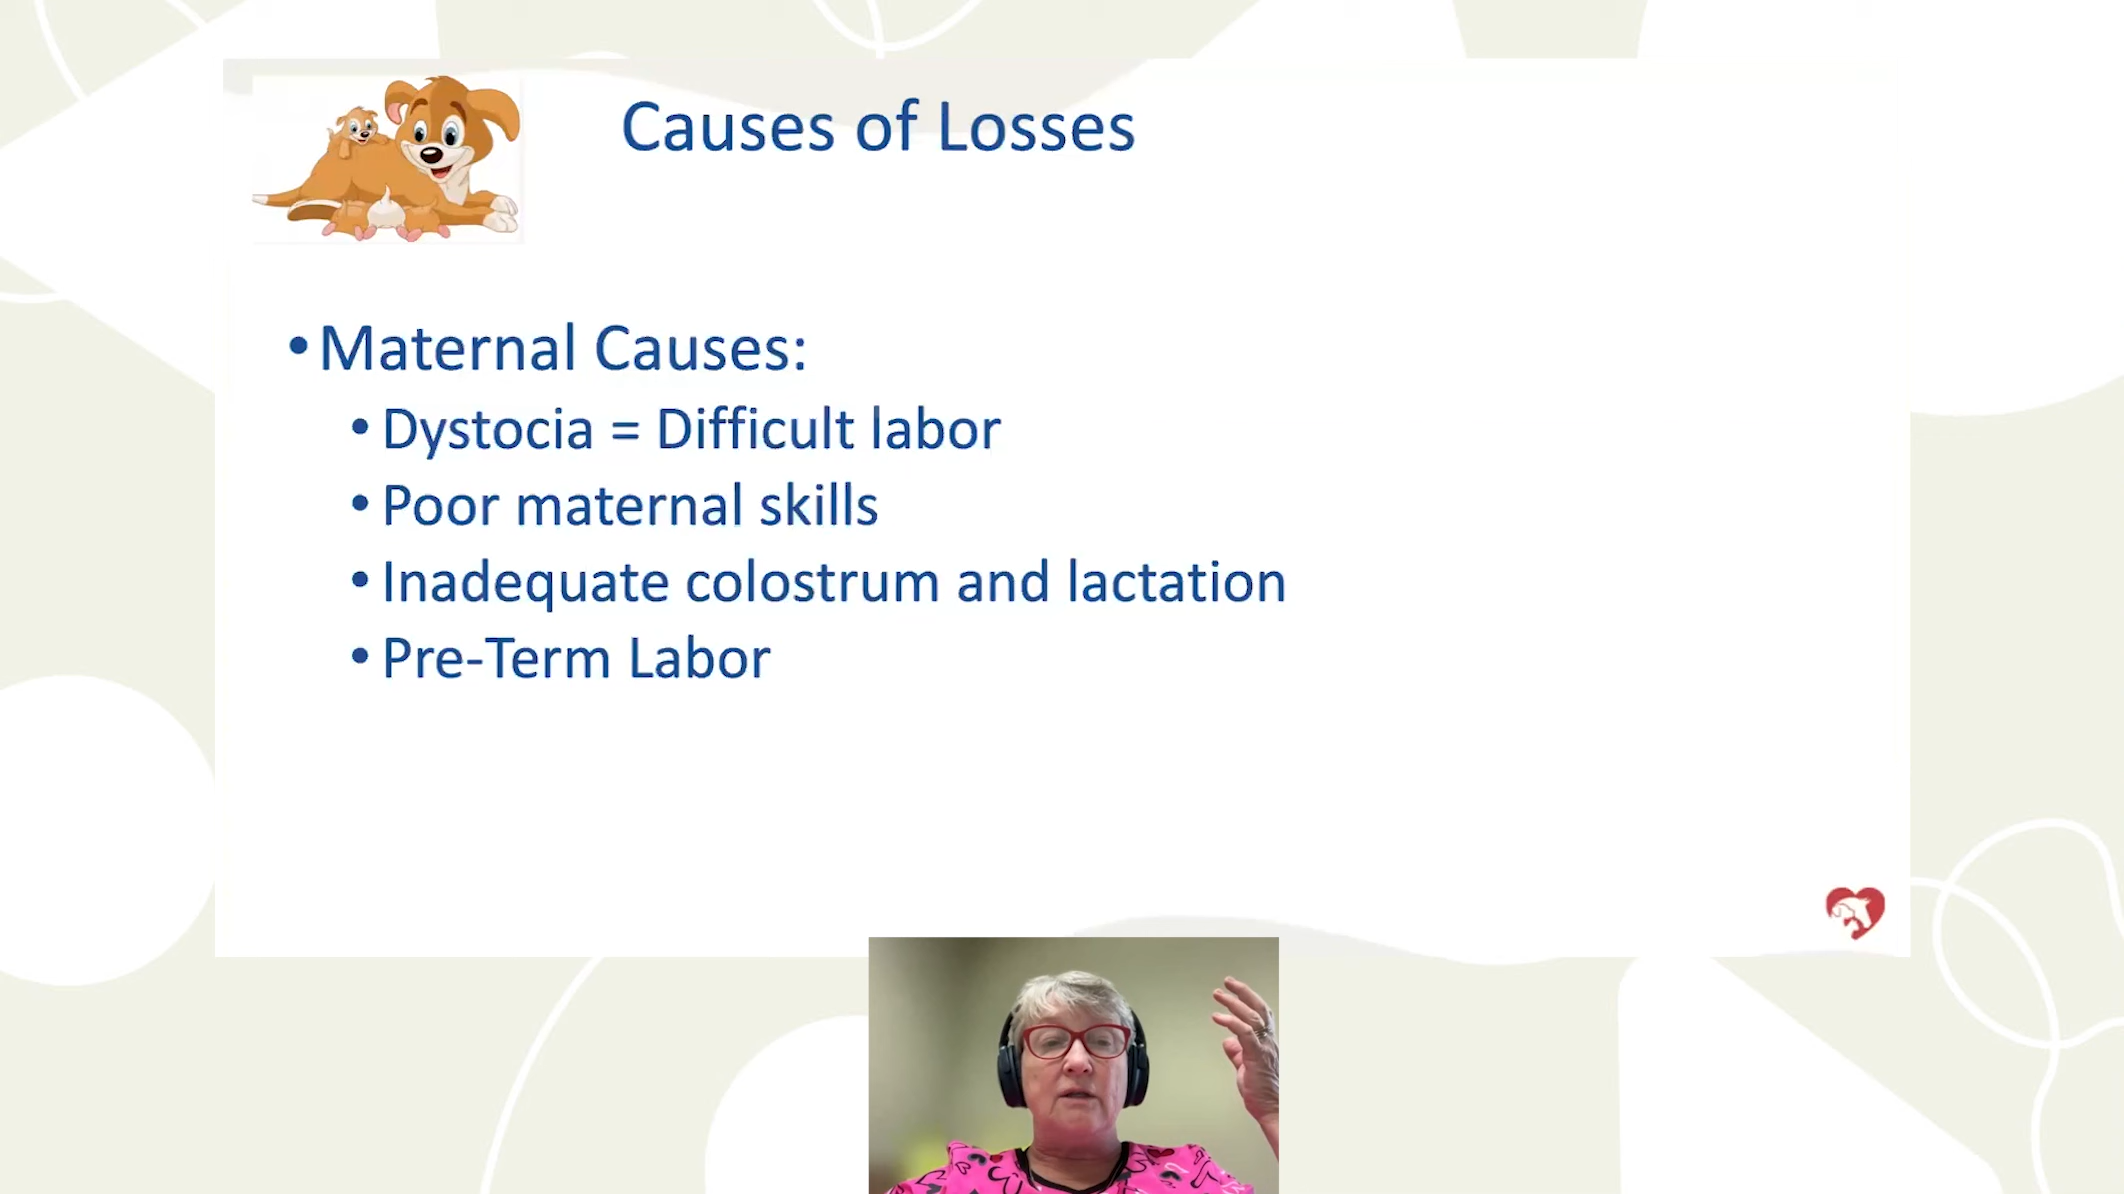 Causes of Losses
• Maternal Causes:
• Dystocia = Difficult labor
• Poor maternal skills
• Inadequate colostrum and lactation
• Pre-Term Labor